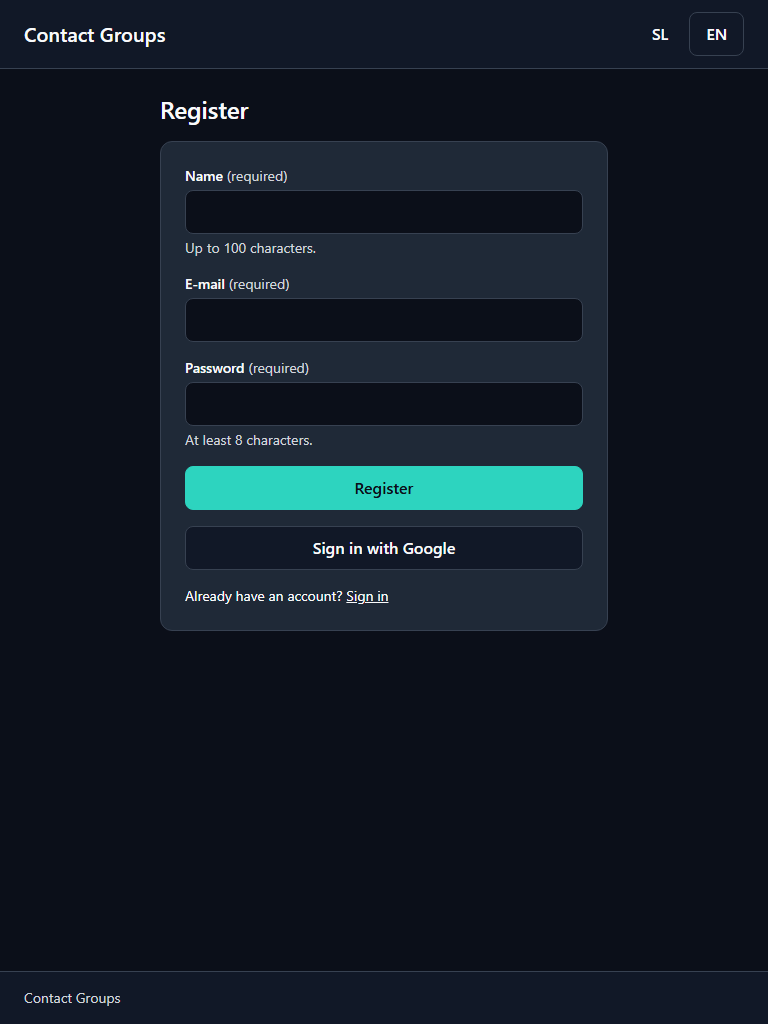 Contact Groups
SL
EN
Register
Name (required)
Up to 100 characters.
E-mail (required)
Password (required)
At least 8 characters.
Register
Sign in with Google
Already have an account? Sign in
Contact Groups